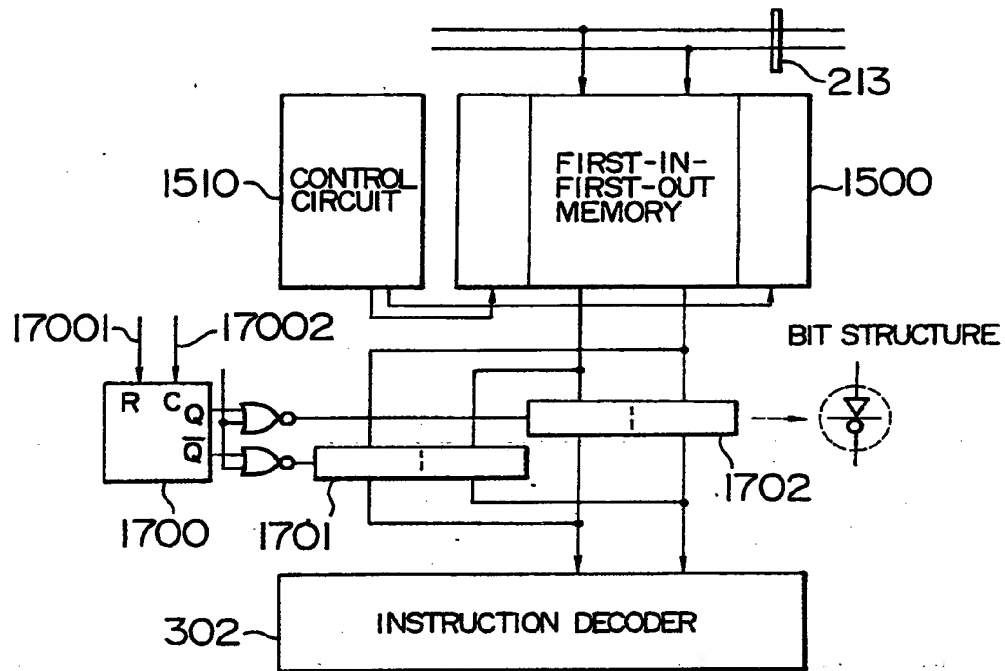 213
1510
CONTROL
CIRCUIT
FIRST-IN-
FIRST-OUT
MEMORY
1500
17001
17002
BIT STRUCTURE
R C Q
Q̅
1700
1701
1702
302
INSTRUCTION DECODER